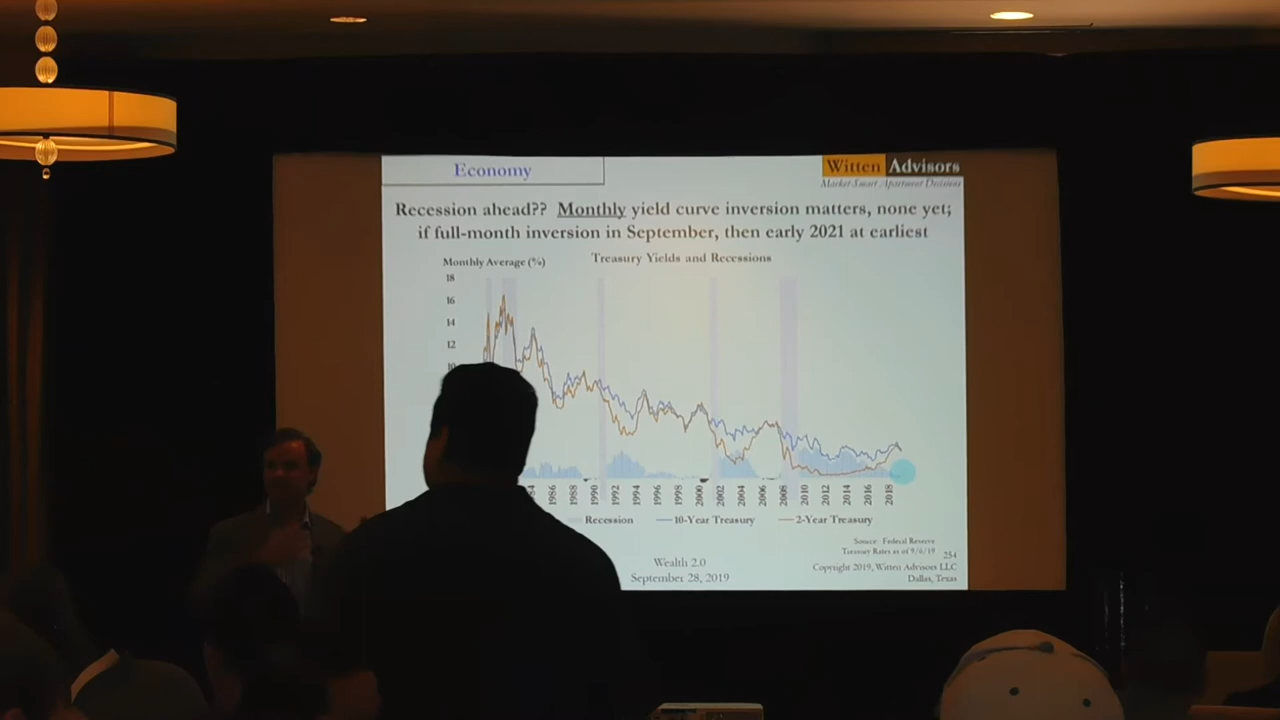 Economy
Witten Advisors
Market-Smart Apartment Decisions
Recession ahead?? Monthly yield curve inversion matters, none yet;
if full-month inversion in September, then early 2021 at earliest
Monthly Average (%)
Treasury Yields and Recessions
18
16
14
12
10
84 1986 1988 1990 1992 1994 1996 1998 2000 2002 2004 2006 2008 2010 2012 2014 2016 2018
Recession 10-Year Treasury 2-Year Treasury
Source: Federal Reserve
Treasury Rates as of 9/6/19
254
Wealth 2.0
September 28, 2019
Copyright 2019, Witten Advisors LLC
Dallas, Texas